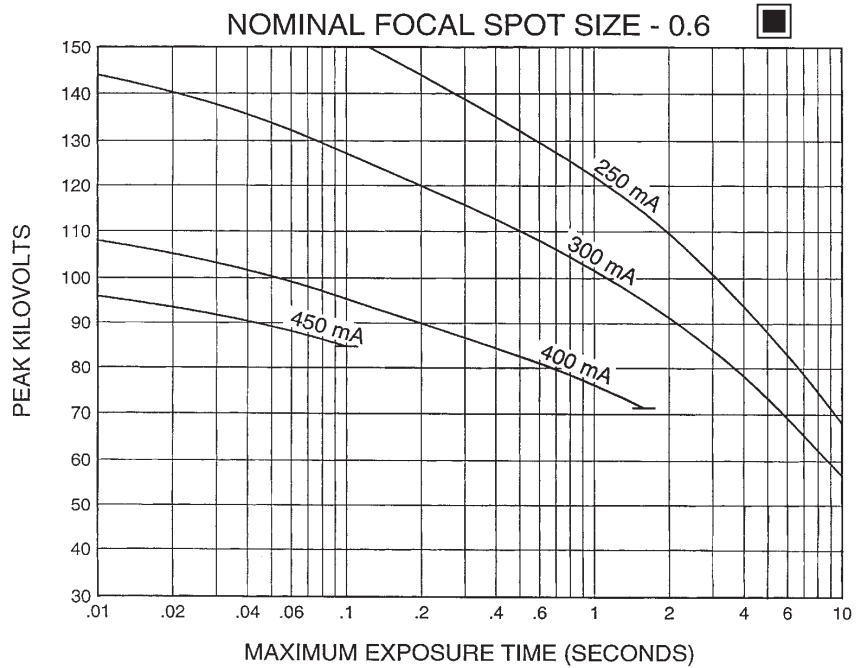 NOMINAL FOCAL SPOT SIZE - 0.6
150
140
130
120
110
100
90
80
70
60
50
40
30
PEAK KILOVOLTS
250 mA
300 mA
450 mA
400 mA
.01 .02 .04 .06 .1 .2 .4 .6 1 2 4 6 10
MAXIMUM EXPOSURE TIME (SECONDS)